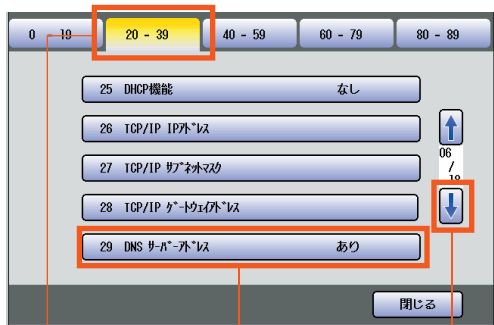 0 - 19 20 - 39 40 - 59 60 - 79 80 - 89
25 DHCP機能 なし
26 TCP/IP IPｱﾄﾞﾚｽ
27 TCP/IP ｻﾌﾞﾈｯﾄﾏｽｸ
28 TCP/IP ｹﾞｰﾄｳｪｲｱﾄﾞﾚｽ
29 DNS ｻｰﾊﾞｰｱﾄﾞﾚｽ あり
06
/
18
閉じる